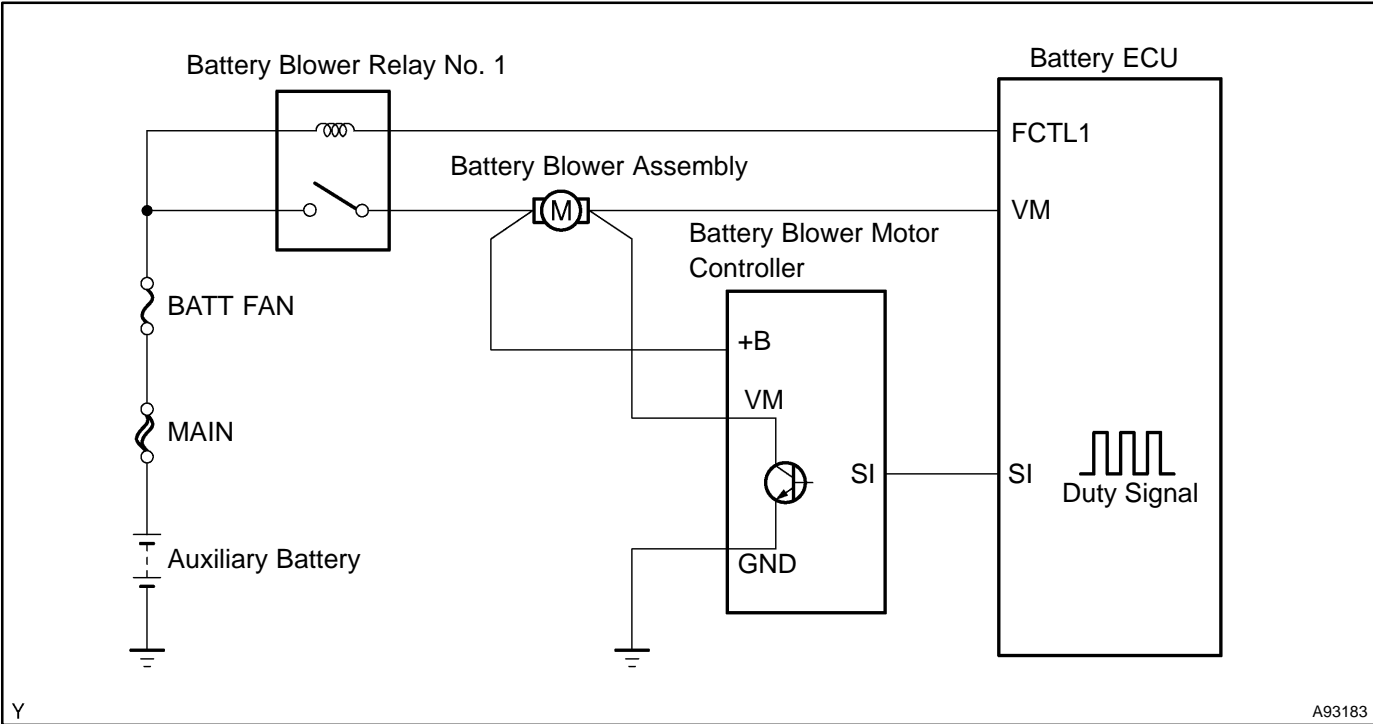 Battery Blower Relay No. 1
Battery ECU
FCTL1
Battery Blower Assembly
M
VM
Battery Blower Motor
Controller
BATT FAN
+B
VM
MAIN
SI
SI
Duty Signal
Auxiliary Battery
GND
Y
A93183